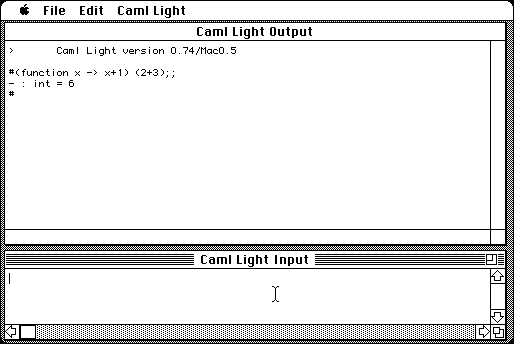 File Edit Caml Light
Caml Light Output
>       Caml Light version 0.74/Mac0.5
#(function x -> x+1) (2+3);;
- : int = 6
#
Caml Light Input